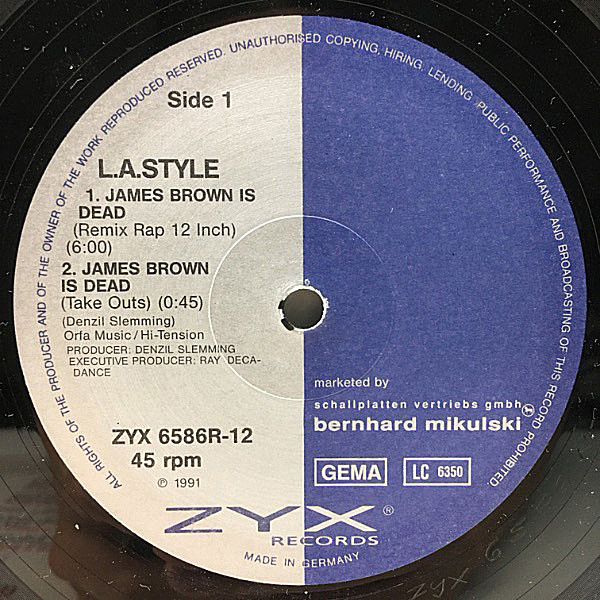 ALL RIGHTS OF THE PRODUCER AND OF THE OWNER OF THE WORK REPRODUCED RESERVED. UNAUTHORISED COPYING, HIRING, LENDING, PUBLIC PERFORMANCE AND BROADCASTING OF THIS RECORD PROHIBITED.
Side 1
L.A.STYLE
1. JAMES BROWN IS
DEAD
(Remix Rap 12 Inch)
(6:00)
2. JAMES BROWN
IS DEAD
(Take Outs) (0:45)
(Denzil Slemming)
Orfa Music/Hi-Tension
PRODUCER: DENZIL SLEMMING
EXECUTIVE PRODUCER: RAY DECA-
DANCE
ZYX 6586R-12
45 rpm
℗ 1991
marketed by
schallplatten vertriebs gmbh
bernhard mikulski
GEMA
LC 6350
ZYX®
RECORDS
MADE IN GERMANY
ZYX 6 5